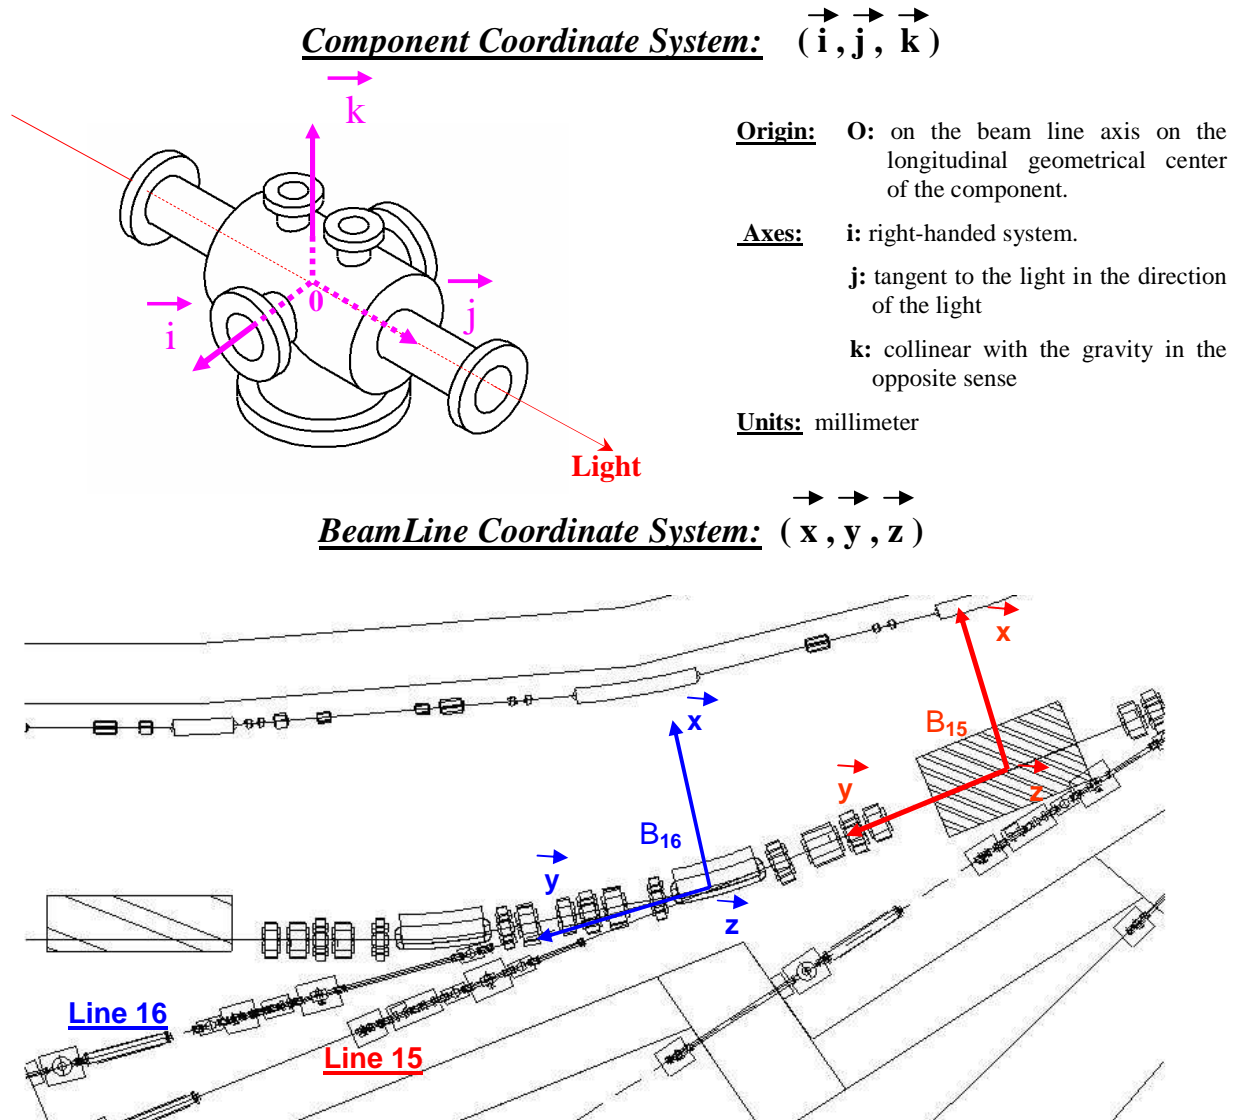 Component Coordinate System: ( i , j , k )
k
Origin: O: on the beam line axis on the
longitudinal geometrical center
of the component.
Axes: i: right-handed system.
j: tangent to the light in the direction
of the light
k: collinear with the gravity in the
opposite sense
Units: millimeter
0
i
j
Light
BeamLine Coordinate System: ( x , y , z )
x
x
B15
y
z
B16
y
z
Line 16
Line 15